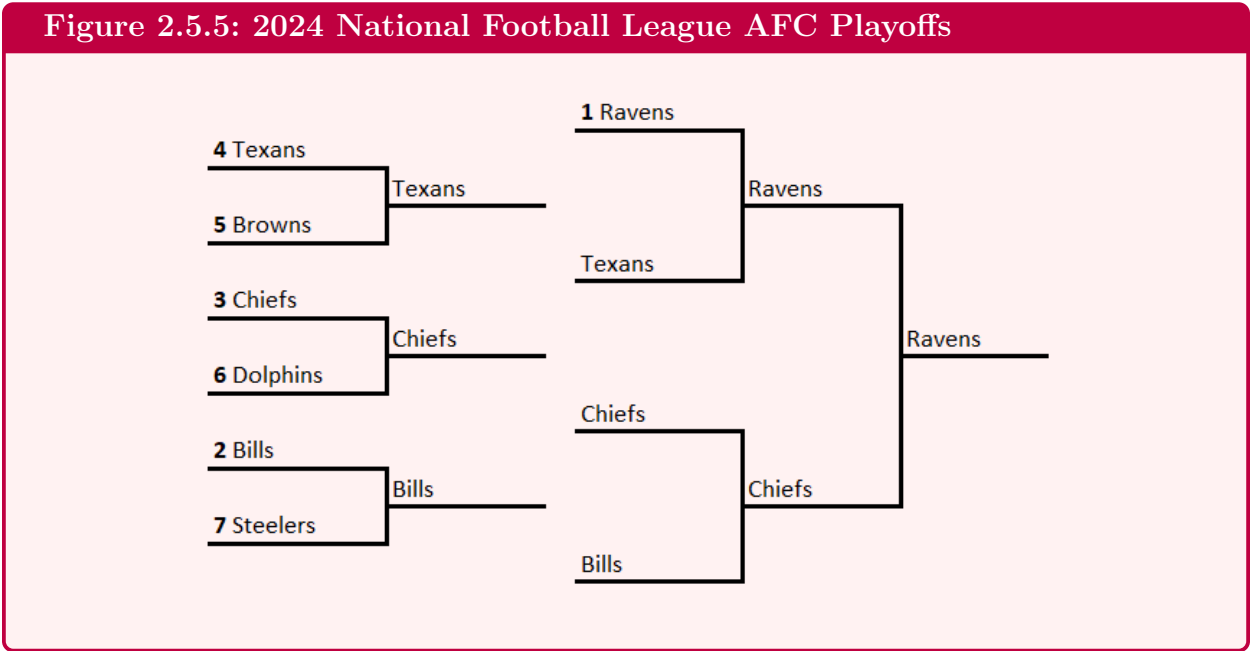 Figure 2.5.5: 2024 National Football League AFC Playoffs
4 Texans
5 Browns
Texans
3 Chiefs
6 Dolphins
Chiefs
2 Bills
7 Steelers
Bills
1 Ravens
Texans
Ravens
Chiefs
Bills
Chiefs
Ravens